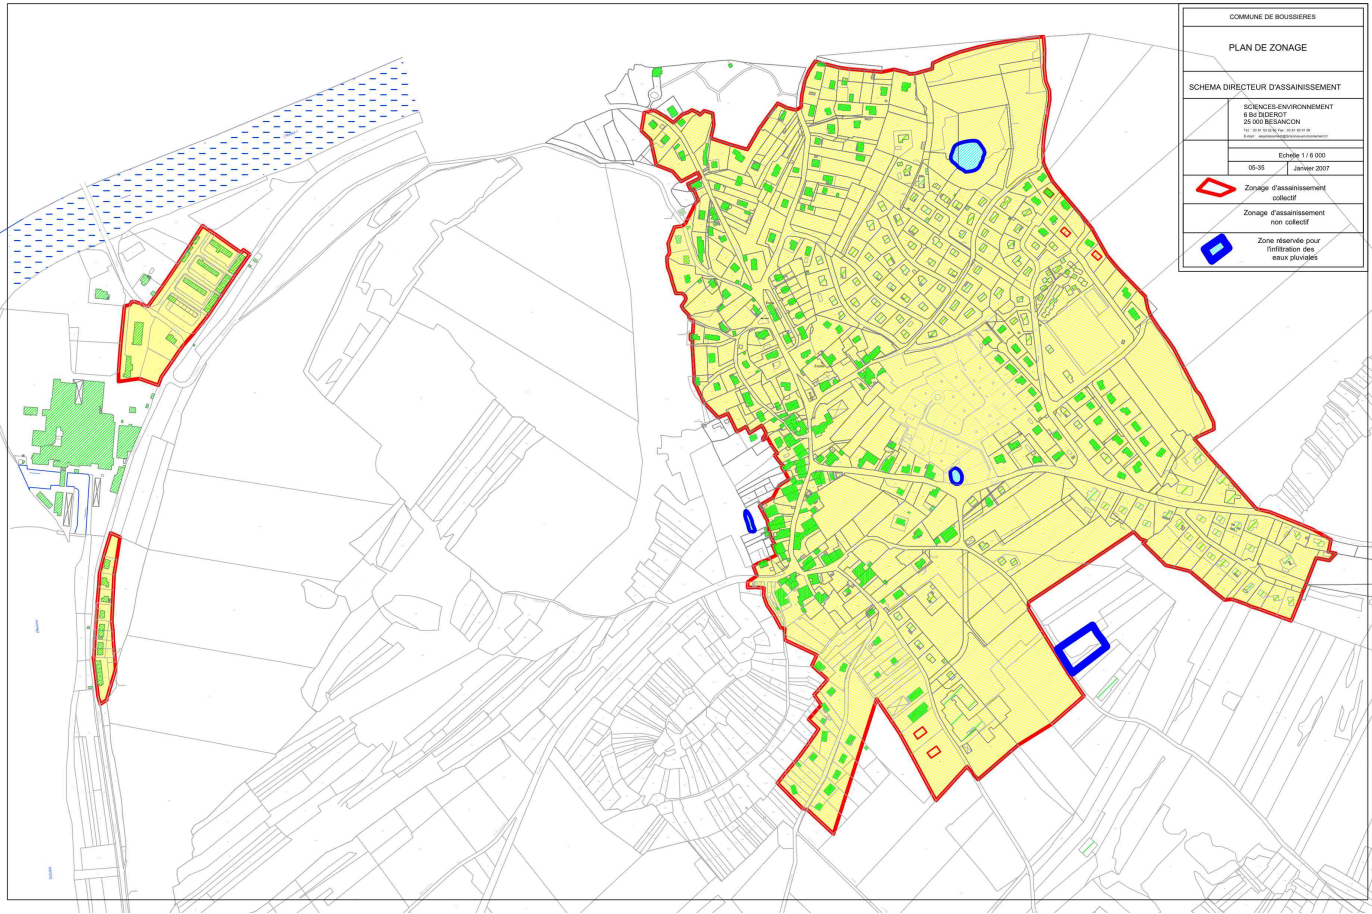 COMMUNE DE BOUSSIERES
PLAN DE ZONAGE
SCHEMA DIRECTEUR D'ASSAINISSEMENT
SCIENCES-ENVIRONNEMENT
6 Bd DIDEROT
25 000 BESANCON
Echelle 1 / 6 000
05-35
Janvier 2007
Zonage d'assainissement
collectif
Zonage d'assainissement
non collectif
Zone réservée pour
l'infiltration des
eaux pluviales